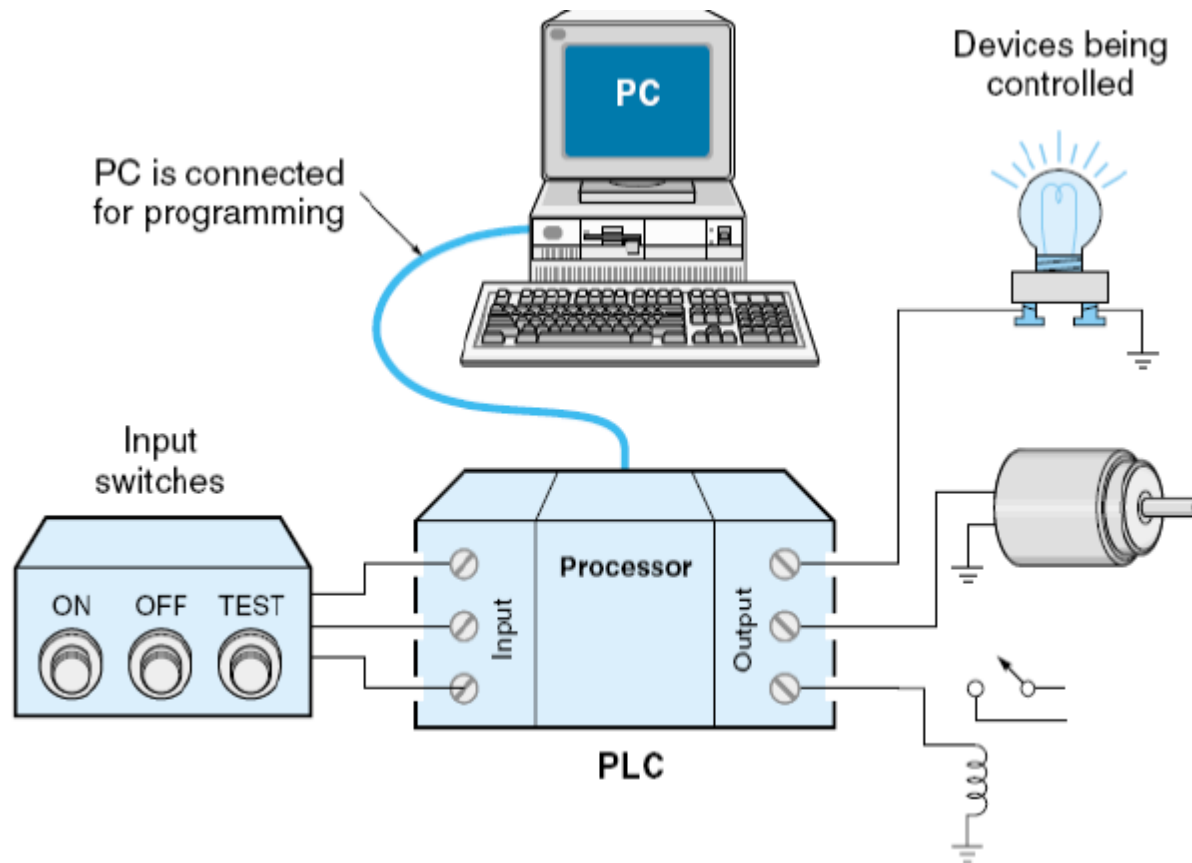 PC
Devices being
controlled
PC is connected
for programming
Input
switches
ON OFF TEST
Input
Processor
Output
PLC